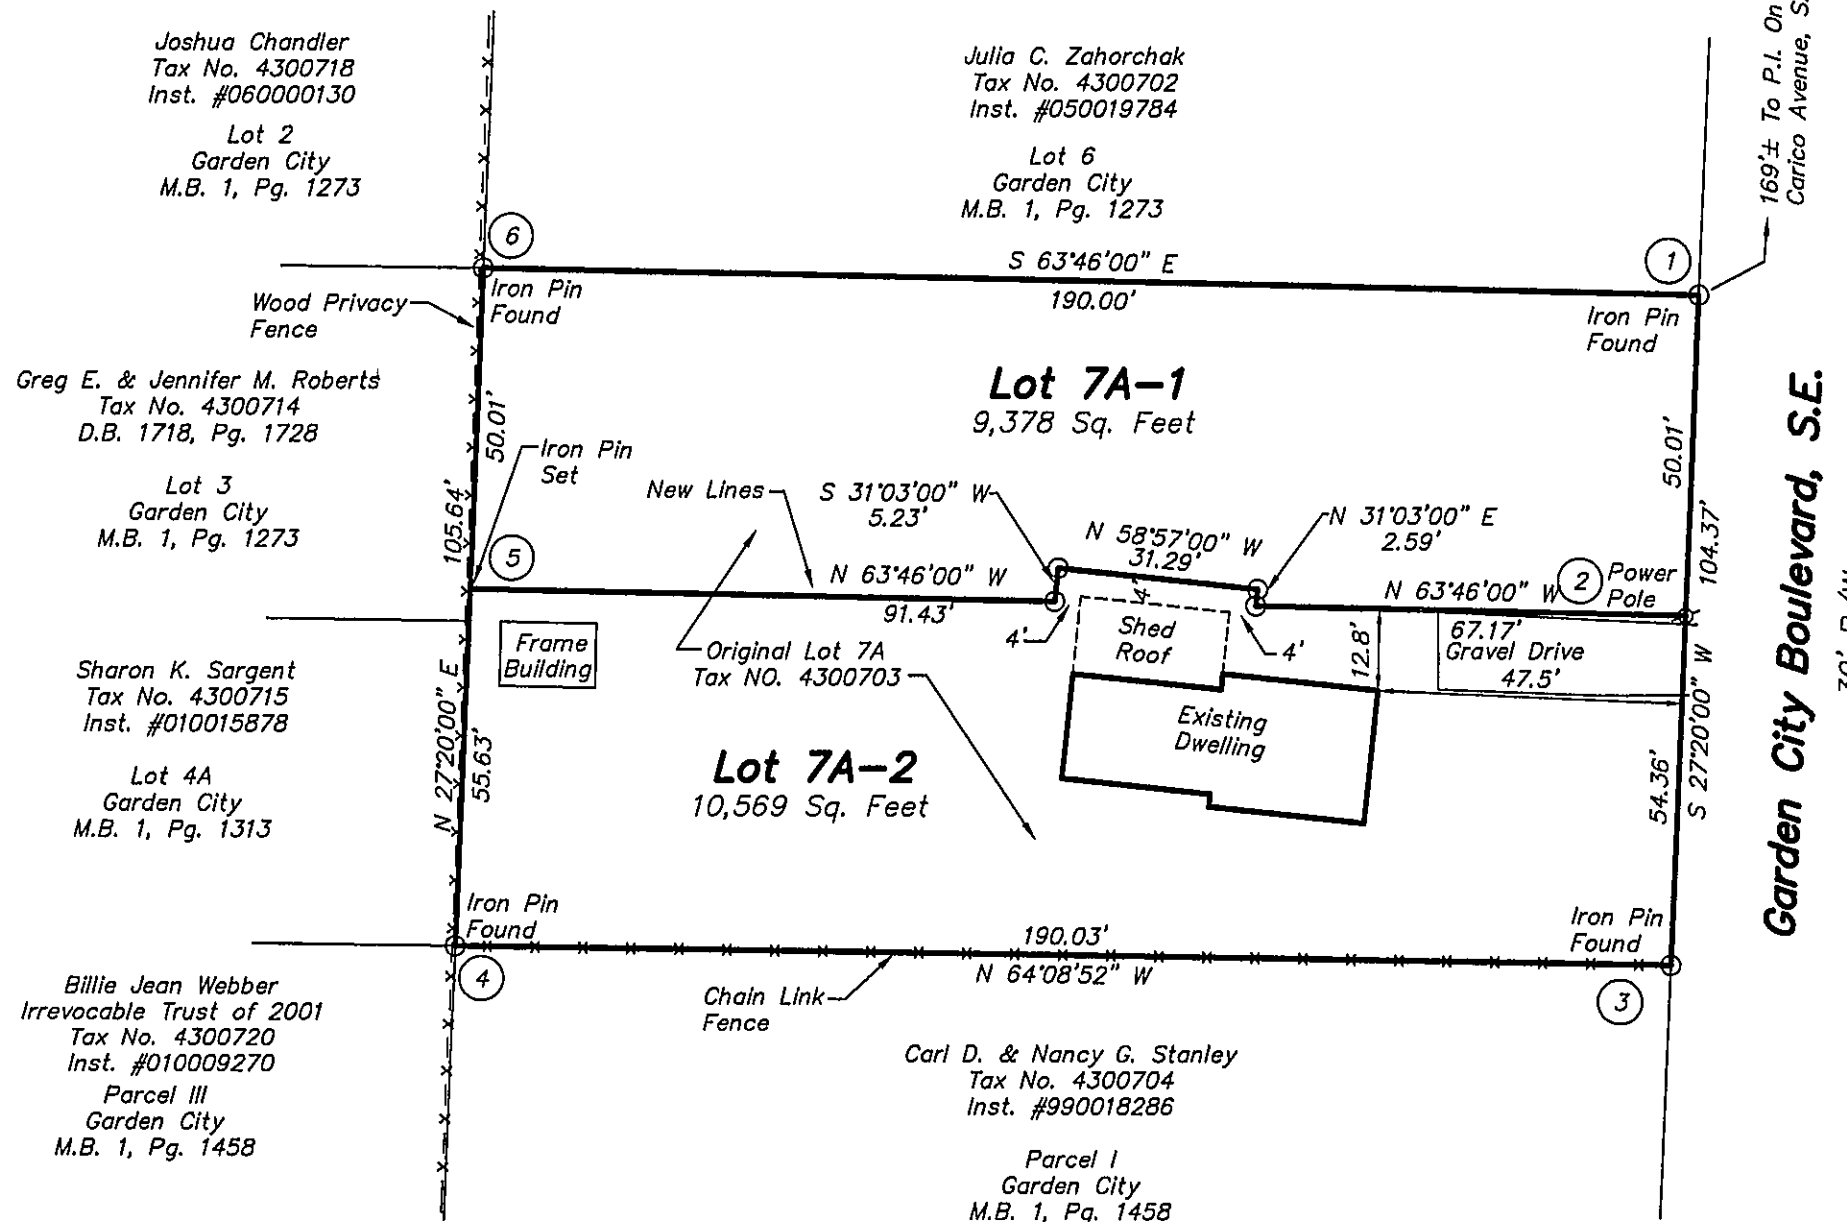 Joshua Chandler
Tax No. 4300718
Inst. #060000130
Lot 2
Garden City
M.B. 1, Pg. 1273
Julia C. Zahorchak
Tax No. 4300702
Inst. #050019784
Lot 6
Garden City
M.B. 1, Pg. 1273
169'± To P.I. On
Carico Avenue,
6
1
S 63°46'00" E
190.00'
Iron Pin
Found
Iron Pin
Found
Wood Privacy
Fence
Greg E. & Jennifer M. Roberts
Tax No. 4300714
D.B. 1718, Pg. 1728
Lot 3
Garden City
M.B. 1, Pg. 1273
50.01'
105.64'
Iron Pin
Set
Lot 7A-1
9,378 Sq. Feet
50.01'
104.37'
New Lines
S 31°03'00" W
5.23'
N 58°57'00" W
31.29'
N 31°03'00" E
2.59'
5
N 63°46'00" W
91.43'
N 63°46'00" W
67.17'
2
Power
Pole
4'
4'
4'
12.8'
Gravel Drive
47.5'
Shed
Roof
Frame
Building
Original Lot 7A
Tax NO. 4300703
Existing
Dwelling
Sharon K. Sargent
Tax No. 4300715
Inst. #010015878
Lot 4A
Garden City
M.B. 1, Pg. 1313
N 27°20'00" E
55.63'
Lot 7A-2
10,569 Sq. Feet
54.36'
S 27°20'00" W
Garden City Boulevard, S.E.
30' R/W
Iron Pin
Found
Iron Pin
Found
190.03'
N 64°08'52" W
4
3
Chain Link
Fence
Billie Jean Webber
Irrevocable Trust of 2001
Tax No. 4300720
Inst. #010009270
Parcel III
Garden City
M.B. 1, Pg. 1458
Carl D. & Nancy G. Stanley
Tax No. 4300704
Inst. #990018286
Parcel I
Garden City
M.B. 1, Pg. 1458